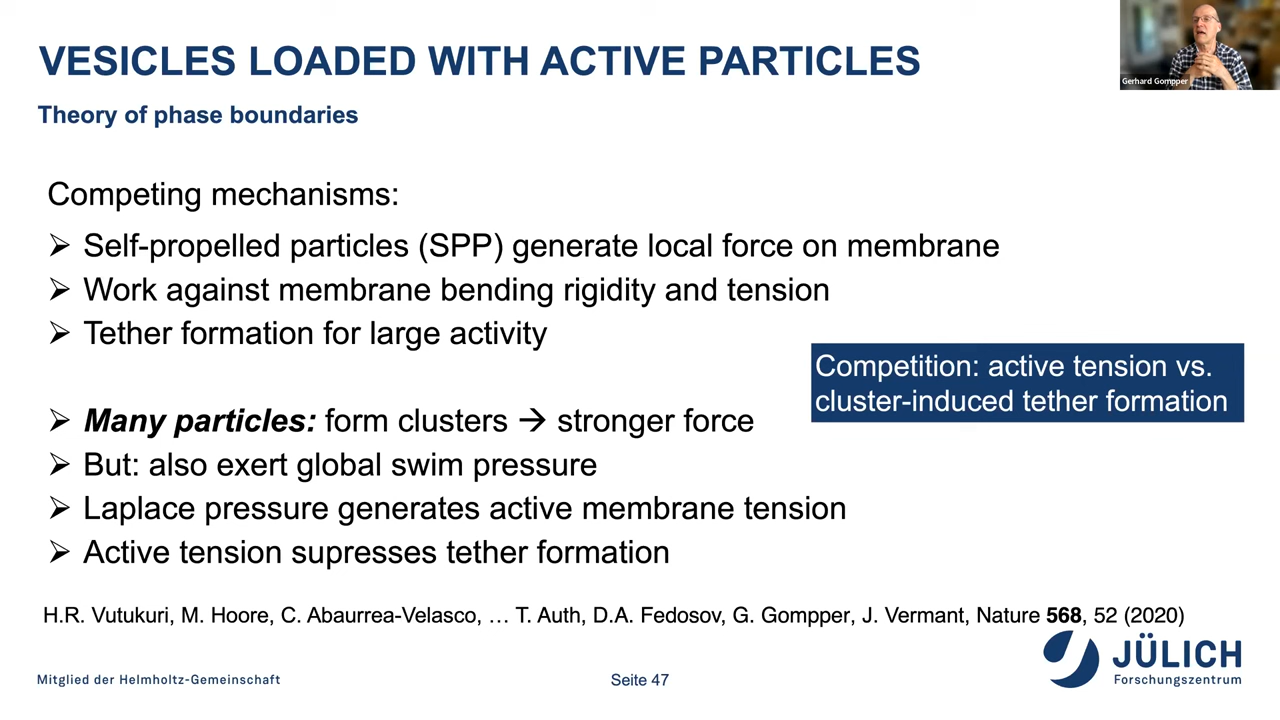 VESICLES LOADED WITH ACTIVE PARTICLES
Gerhard Gompper
Theory of phase boundaries
Competing mechanisms:
➢ Self-propelled particles (SPP) generate local force on membrane
➢ Work against membrane bending rigidity and tension
➢ Tether formation for large activity
Competition: active tension vs.
cluster-induced tether formation
➢ Many particles: form clusters → stronger force
➢ But: also exert global swim pressure
➢ Laplace pressure generates active membrane tension
➢ Active tension supresses tether formation
H.R. Vutukuri, M. Hoore, C. Abaurrea-Velasco, … T. Auth, D.A. Fedosov, G. Gompper, J. Vermant, Nature 568, 52 (2020)
JÜLICH
Forschungszentrum
Mitglied der Helmholtz-Gemeinschaft
Seite 47